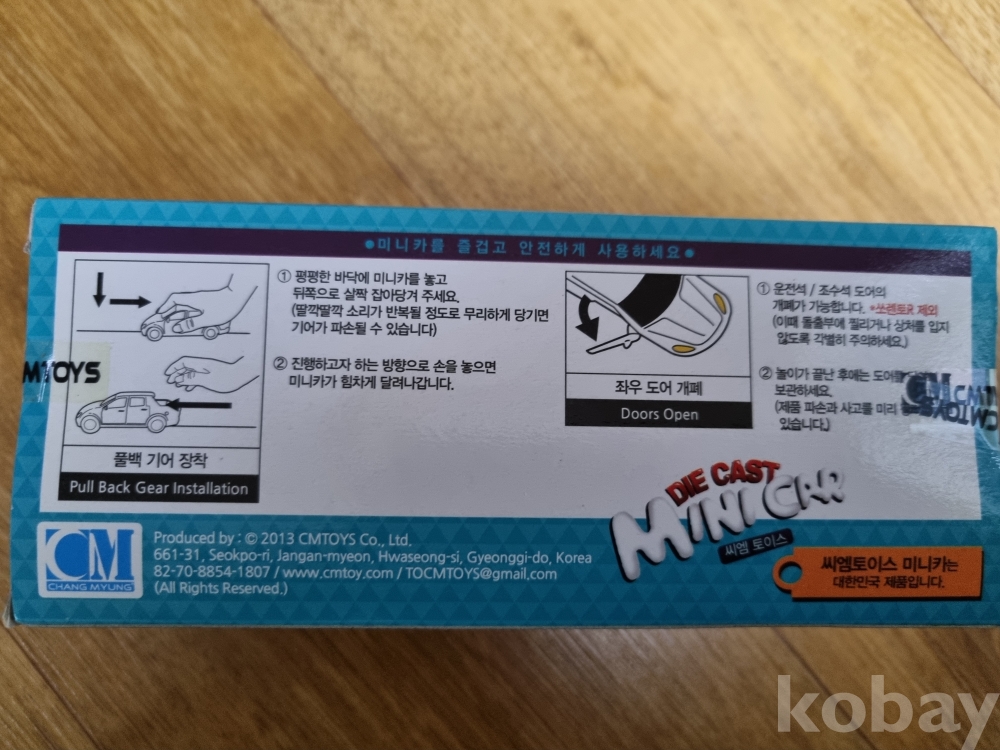 ●미니카를 즐겁고 안전하게 사용하세요●
① 평평한 바닥에 미니카를 놓고
뒤쪽으로 살짝 잡아당겨 주세요.
(딸깍딸깍 소리가 반복될 정도로 무리하게 당기면
기어가 파손될 수 있습니다)
② 진행하고자 하는 방향으로 손을 놓으면
미니카가 힘차게 달려나갑니다.
풀백 기어 장착
Pull Back Gear Installation
좌우 도어 개폐
Doors Open
① 운전석 / 조수석 도어의
개폐가 가능합니다. *쏘렌토R 제외
(이때 돌출부에 찔리거나 상처를 입지
않도록 각별히 주의하세요.)
② 놀이가 끝난 후에는 도어를
보관하세요.
(제품 파손과 사고를 미리
있습니다.)
CMTOYS
CM CMT
CMTOYS
DIE CAST
MINI CAR
씨엠 토이스
CM
CHANG MYUNG
Produced by : © 2013 CMTOYS Co., Ltd.
661-31, Seokpo-ri, Jangan-myeon, Hwaseong-si, Gyeonggi-do, Korea
82-70-8854-1807 / www.cmtoy.com / TOCMTOYS@gmail.com
(All Rights Reserved.)
씨엠토이스 미니카는
대한민국 제품입니다.
kobay